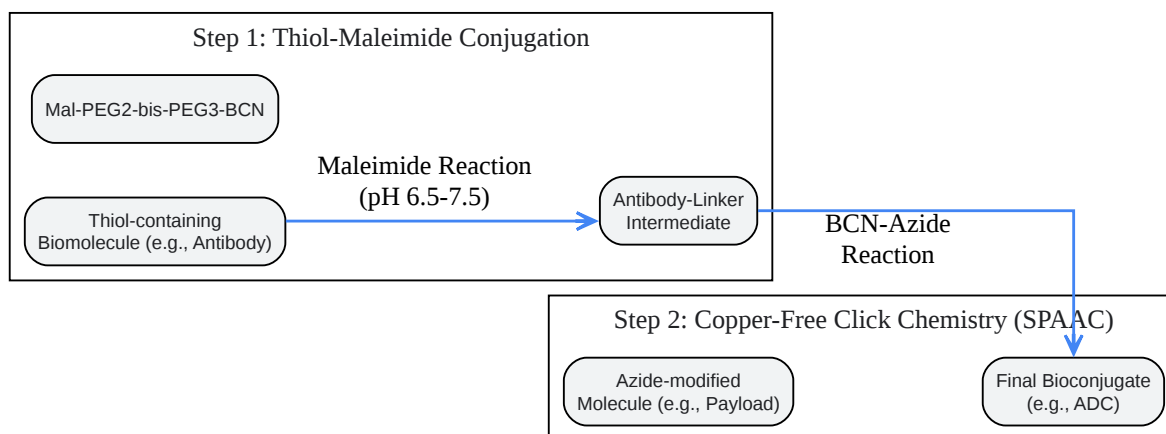 Step 1: Thiol-Maleimide Conjugation
Mal-PEG2-bis-PEG3-BCN
Maleimide Reaction
(pH 6.5-7.5)
Thiol-containing
Biomolecule (e.g., Antibody)
Antibody-Linker
Intermediate
BCN-Azide
Reaction
Step 2: Copper-Free Click Chemistry (SPAAC)
Azide-modified
Molecule (e.g., Payload)
Final Bioconjugate
(e.g., ADC)